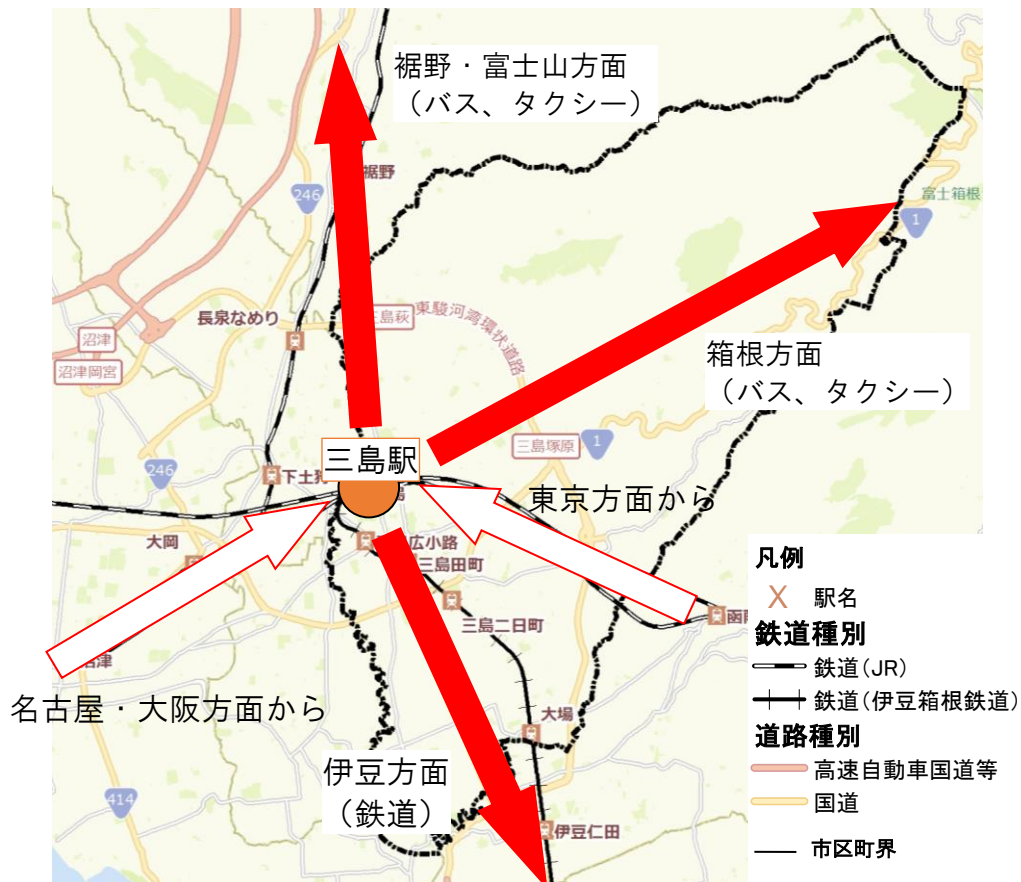 裾野・富士山方面
（バス、タクシー）
裾野
246
富士箱根
1
長泉なめり
三島萩
東駿河湾環状道路
沼津
沼津岡宮
箱根方面
（バス、タクシー）
三島塚原
1
三島駅
下土狩
246
東京方面から
大岡
広小路
三島田町
三島二日町
函
沼津
名古屋・大阪方面から
大場
伊豆方面
（鉄道）
414
伊豆仁田
凡例
X 駅名
鉄道種別
鉄道(JR)
鉄道(伊豆箱根鉄道)
道路種別
高速自動車国道等
国道
市区町界